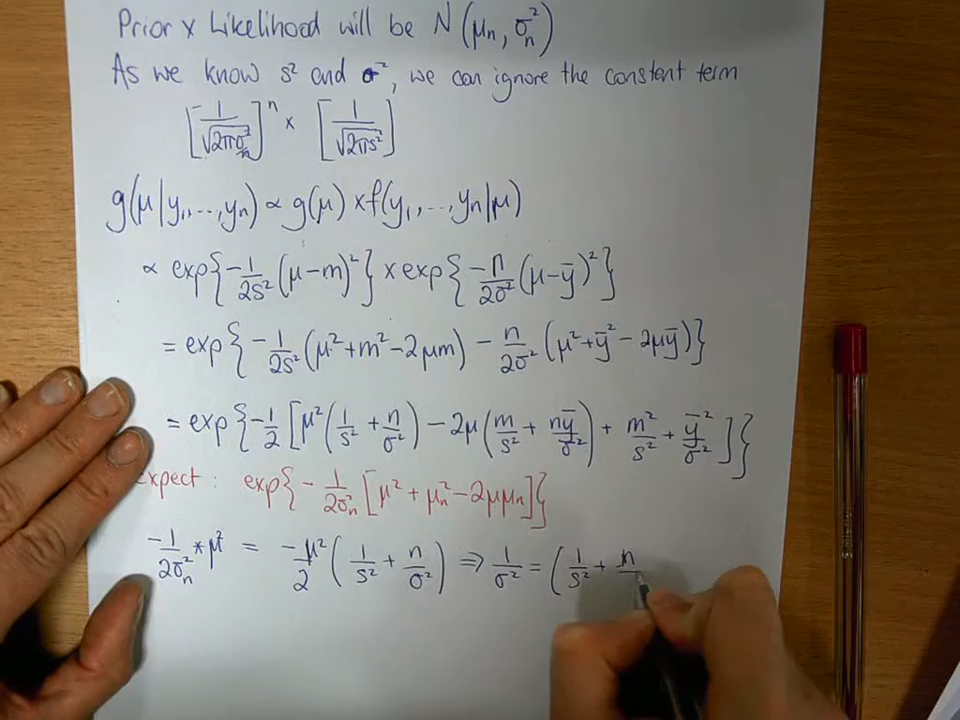 Prior x Likelihood will be N(μn, σn²)
As we know s² and σ², we can ignore the constant term
[1/√(2πσn²)]ⁿ x [1/√(2πs²)]
g(μ|y₁,...,yn) ∝ g(μ) x f(y₁,...,yn|μ)
∝ exp{-1/2s² (μ-m)²} x exp{-n/2σ² (μ-ȳ)²}
= exp{-1/2s² (μ²+m²-2μm) - n/2σ² (μ²+ȳ²-2μȳ)}
= exp{-1/2 [μ²(1/s² + n/σ²) - 2μ(m/s² + nȳ/σ²) + m²/s² + ȳ²/σ²]}
expect: exp{-1/2σn² [μ² + μn² - 2μμn]}
-1/2σn² * μ² = -μ²/2 (1/s² + n/σ²) ⇒ 1/σ² = (1/s² + n/